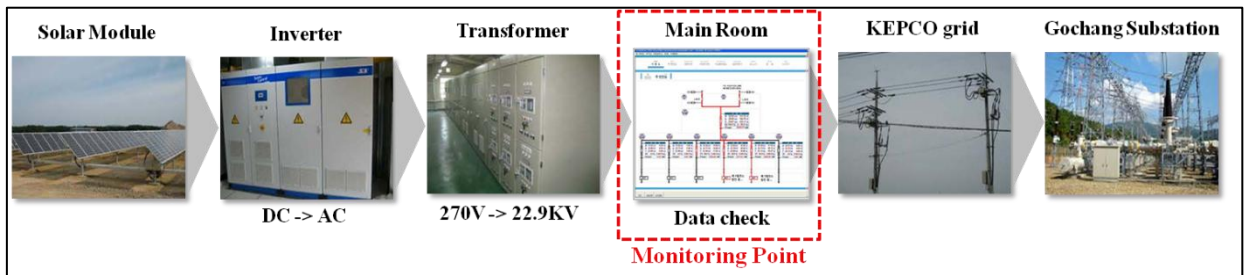 Solar Module
Inverter
Transformer
Main Room
KEPCO grid
Gochang Substation
DC -> AC
270V -> 22.9KV
Data check
Monitoring Point